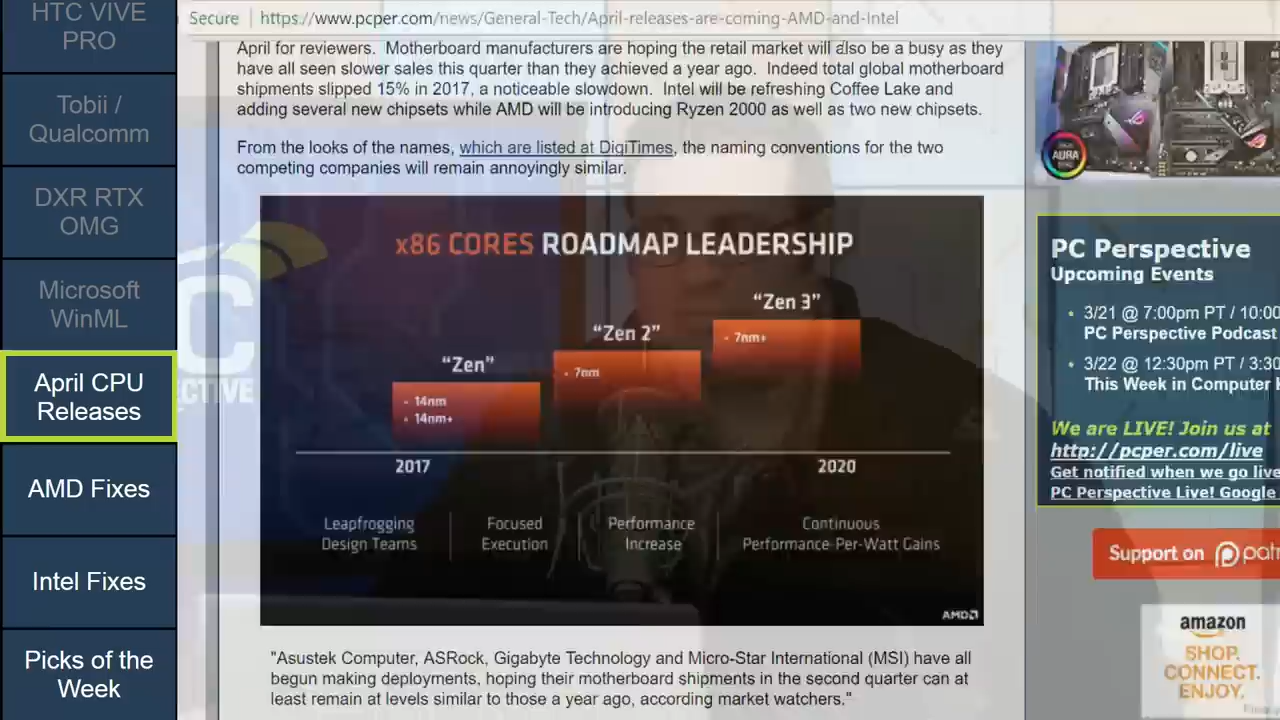 HTC VIVE
PRO
Tobii /
Qualcomm
DXR RTX
OMG
Microsoft
WinML
April CPU
Releases
AMD Fixes
Intel Fixes
Picks of the
Week
Secure | https://www.pcper.com/news/General-Tech/April-releases-are-coming-AMD-and-Intel
April for reviewers. Motherboard manufacturers are hoping the retail market will also be a busy as they
have all seen slower sales this quarter than they achieved a year ago. Indeed total global motherboard
shipments slipped 15% in 2017, a noticeable slowdown. Intel will be refreshing Coffee Lake and
adding several new chipsets while AMD will be introducing Ryzen 2000 as well as two new chipsets.
From the looks of the names, which are listed at DigiTimes, the naming conventions for the two
competing companies will remain annoyingly similar.
x86 CORES ROADMAP LEADERSHIP
"Zen"
- 14nm
- 14nm+
"Zen 2"
- 7nm
"Zen 3"
- 7nm+
2017
2020
Leapfrogging
Design Teams
Focused
Execution
Performance
Increase
Continuous
Performance-Per-Watt Gains
AMD
"Asustek Computer, ASRock, Gigabyte Technology and Micro-Star International (MSI) have all
begun making deployments, hoping their motherboard shipments in the second quarter can at
least remain at levels similar to those a year ago, according market watchers."
C
ECTIVE
AURA
PC Perspective
Upcoming Events
• 3/21 @ 7:00pm PT / 10:00
PC Perspective Podcast
• 3/22 @ 12:30pm PT / 3:30
This Week in Computer
We are LIVE! Join us at
http://pcper.com/live
Get notified when we go live
PC Perspective Live! Google
Support on
amazon
SHOP.
CONNECT.
ENJOY.